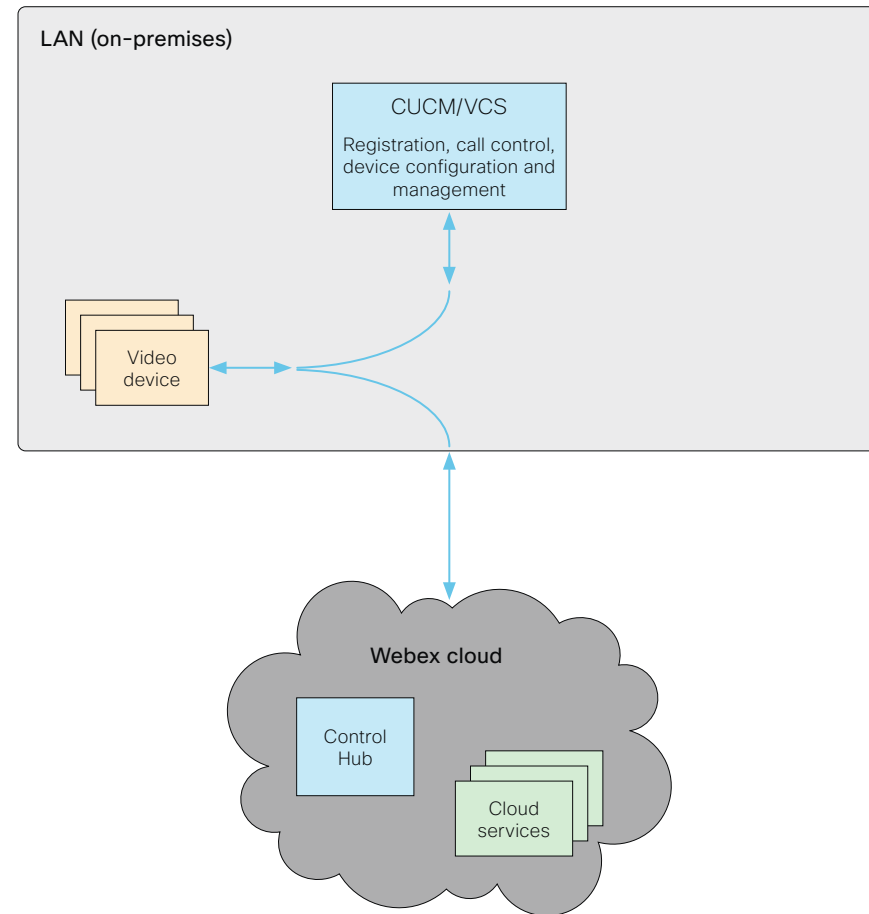 LAN (on-premises)
CUCM/VCS
Registration, call control,
device configuration and
management
Video
device
Webex cloud
Control
Hub
Cloud
services